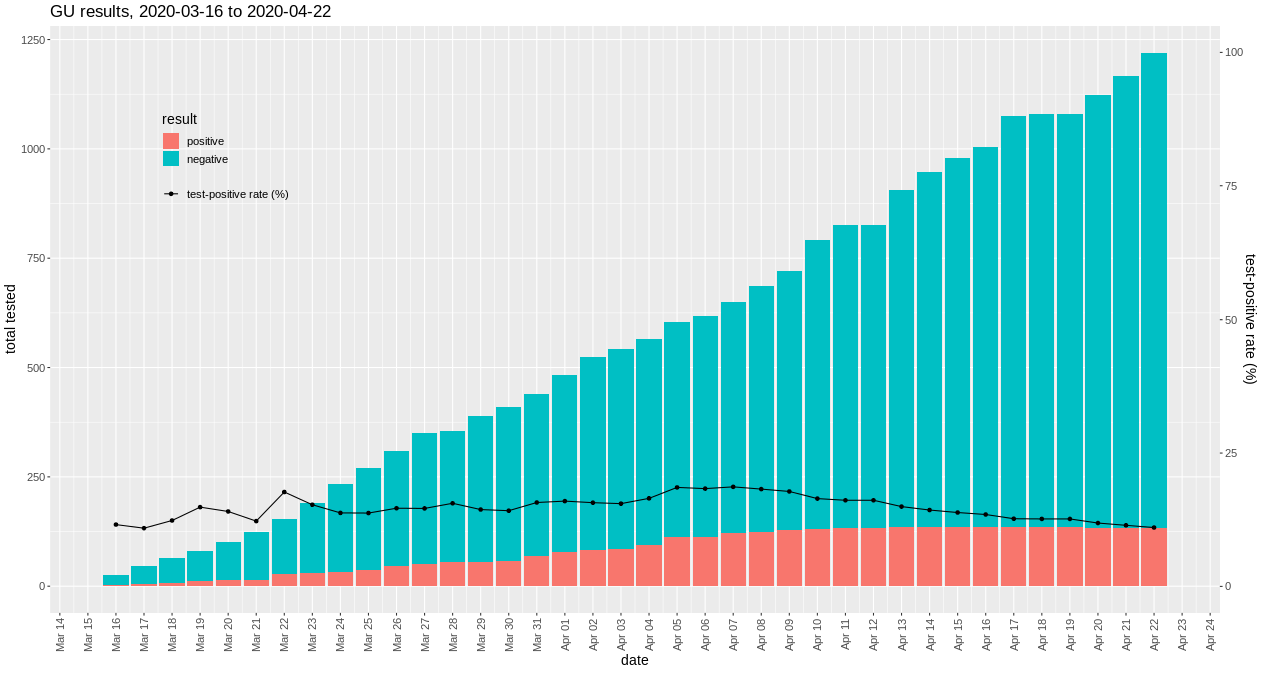 GU results, 2020-03-16 to 2020-04-22
1250
1000
750
500
250
0
total tested
result
positive
negative
test-positive rate (%)
100
75
50
25
0
test-positive rate (%)
Mar 14
Mar 15
Mar 16
Mar 17
Mar 18
Mar 19
Mar 20
Mar 21
Mar 22
Mar 23
Mar 24
Mar 25
Mar 26
Mar 27
Mar 28
Mar 29
Mar 30
Mar 31
Apr 01
Apr 02
Apr 03
Apr 04
Apr 05
Apr 06
Apr 07
Apr 08
Apr 09
Apr 10
Apr 11
Apr 12
Apr 13
Apr 14
Apr 15
Apr 16
Apr 17
Apr 18
Apr 19
Apr 20
Apr 21
Apr 22
Apr 23
Apr 24
date